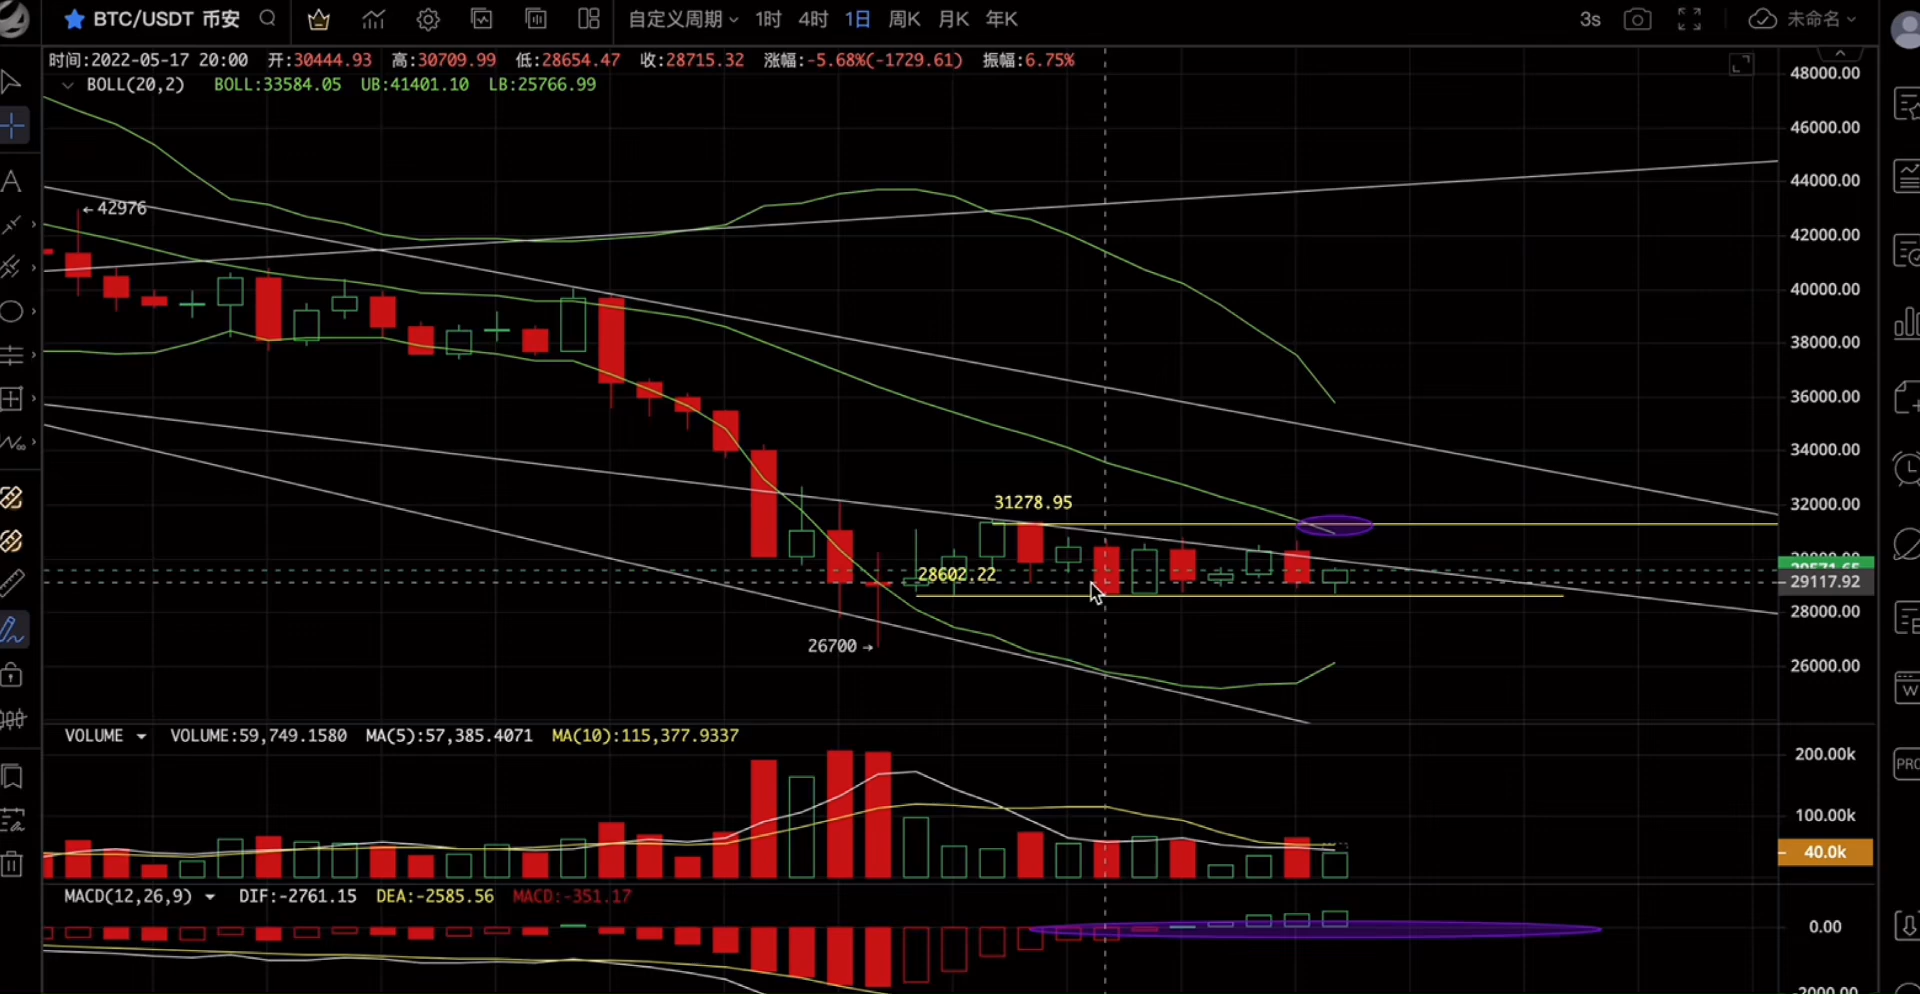 BTC/USDT 币安 自定义周期 1时 4时 1日 周K 月K 年K 3s 未命名
时间:2022-05-17 20:00 开:30444.93 高:30709.99 低:28654.47 收:28715.32 涨幅:-5.68%(-1729.61) 振幅:6.75%
BOLL(20,2) BOLL:33584.05 UB:41401.10 LB:25766.99
48000.00
46000.00
44000.00
←42976
42000.00
40000.00
38000.00
36000.00
34000.00
31278.95
32000.00
28602.22
29117.92
28000.00
26700→
26000.00
VOLUME VOLUME:59,749.1580 MA(5):57,385.4071 MA(10):115,377.9337
200.00k
100.00k
40.0k
MACD(12,26,9) DIF:-2761.15 DEA:-2585.56 MACD:-351.17
0.00
PRO